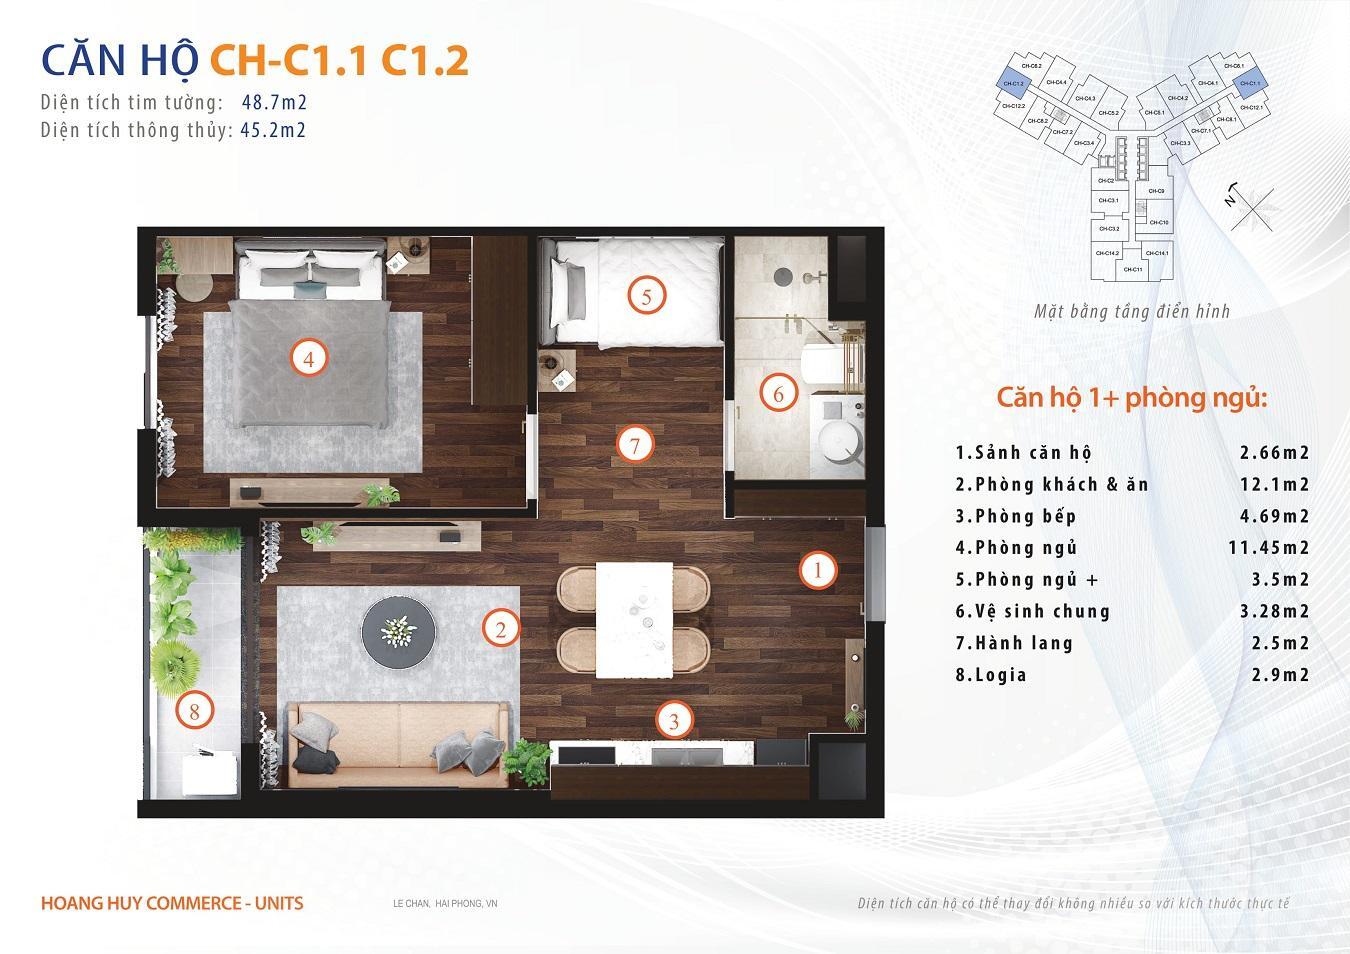 CĂN HỘ CH-C1.1 C1.2
Diện tích tim tường: 48.7m2
Diện tích thông thủy: 45.2m2
CH-C6.2
CH-C1.2
CH-C4.4
CH-C12.2
CH-C4.3
CH-C8.2
CH-C5.2
CH-C7.2
CH-C3.4
CH-C6.1
CH-C4.1
CH-C1.1
CH-C4.2
CH-C12.1
CH-C5.1
CH-C8.1
CH-C7.1
CH-C3.3
CH-C2
CH-C9
CH-C3.1
CH-C10
CH-C3.2
CH-C14.2
CH-C14.1
CH-C11
N
Mặt bằng tầng điển hình
4
5
6
7
1
2
3
8
Căn hộ 1+ phòng ngủ:
1.Sảnh căn hộ 2.66m2
2.Phòng khách & ăn 12.1m2
3.Phòng bếp 4.69m2
4.Phòng ngủ 11.45m2
5.Phòng ngủ + 3.5m2
6.Vệ sinh chung 3.28m2
7.Hành lang 2.5m2
8.Logia 2.9m2
HOANG HUY COMMERCE - UNITS
LE CHAN, HAI PHONG, VN
Diện tích căn hộ có thể thay đổi không nhiều so với kích thước thực tế